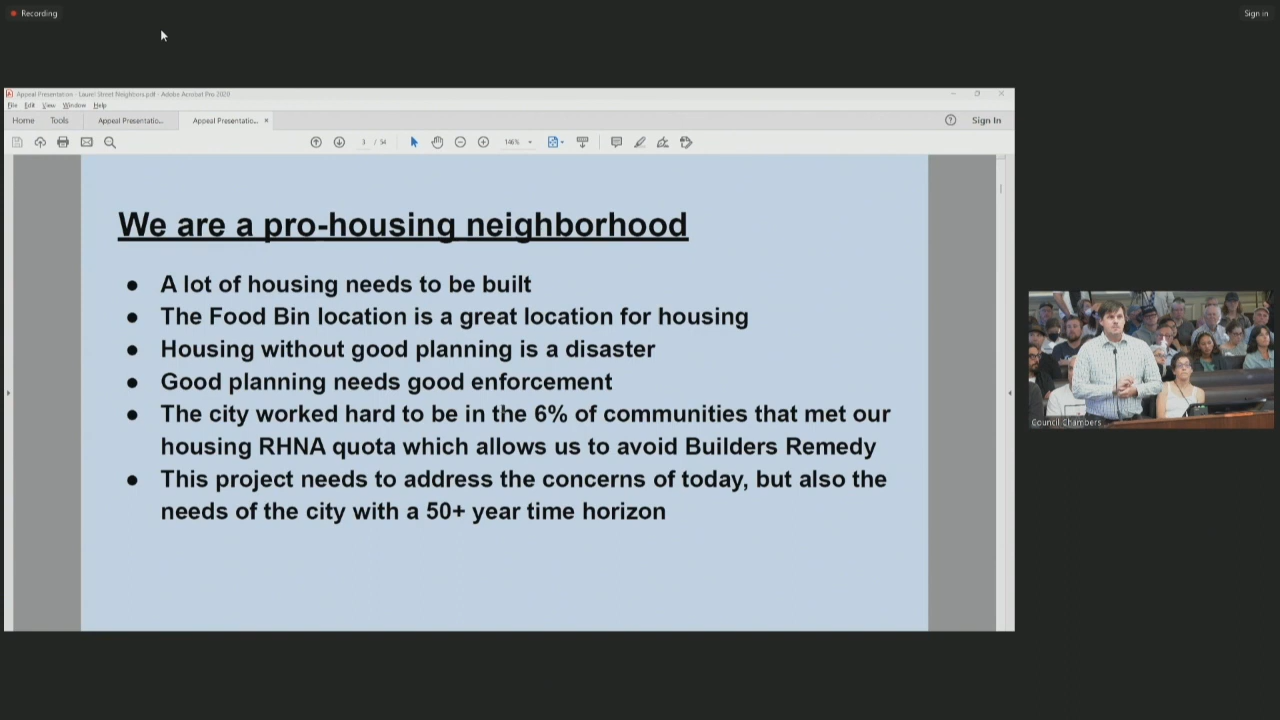 Recording
Sign in
Appeal Presentation - Laurel Street Neighbors.pdf - Adobe Acrobat Pro 2020
File Edit View Window Help
Home Tools Appeal Presentatio... Appeal Presentatio... × Sign In
3 / 54 146%
We are a pro-housing neighborhood
● A lot of housing needs to be built
● The Food Bin location is a great location for housing
● Housing without good planning is a disaster
● Good planning needs good enforcement
● The city worked hard to be in the 6% of communities that met our
housing RHNA quota which allows us to avoid Builders Remedy
● This project needs to address the concerns of today, but also the
needs of the city with a 50+ year time horizon
Council Chambers